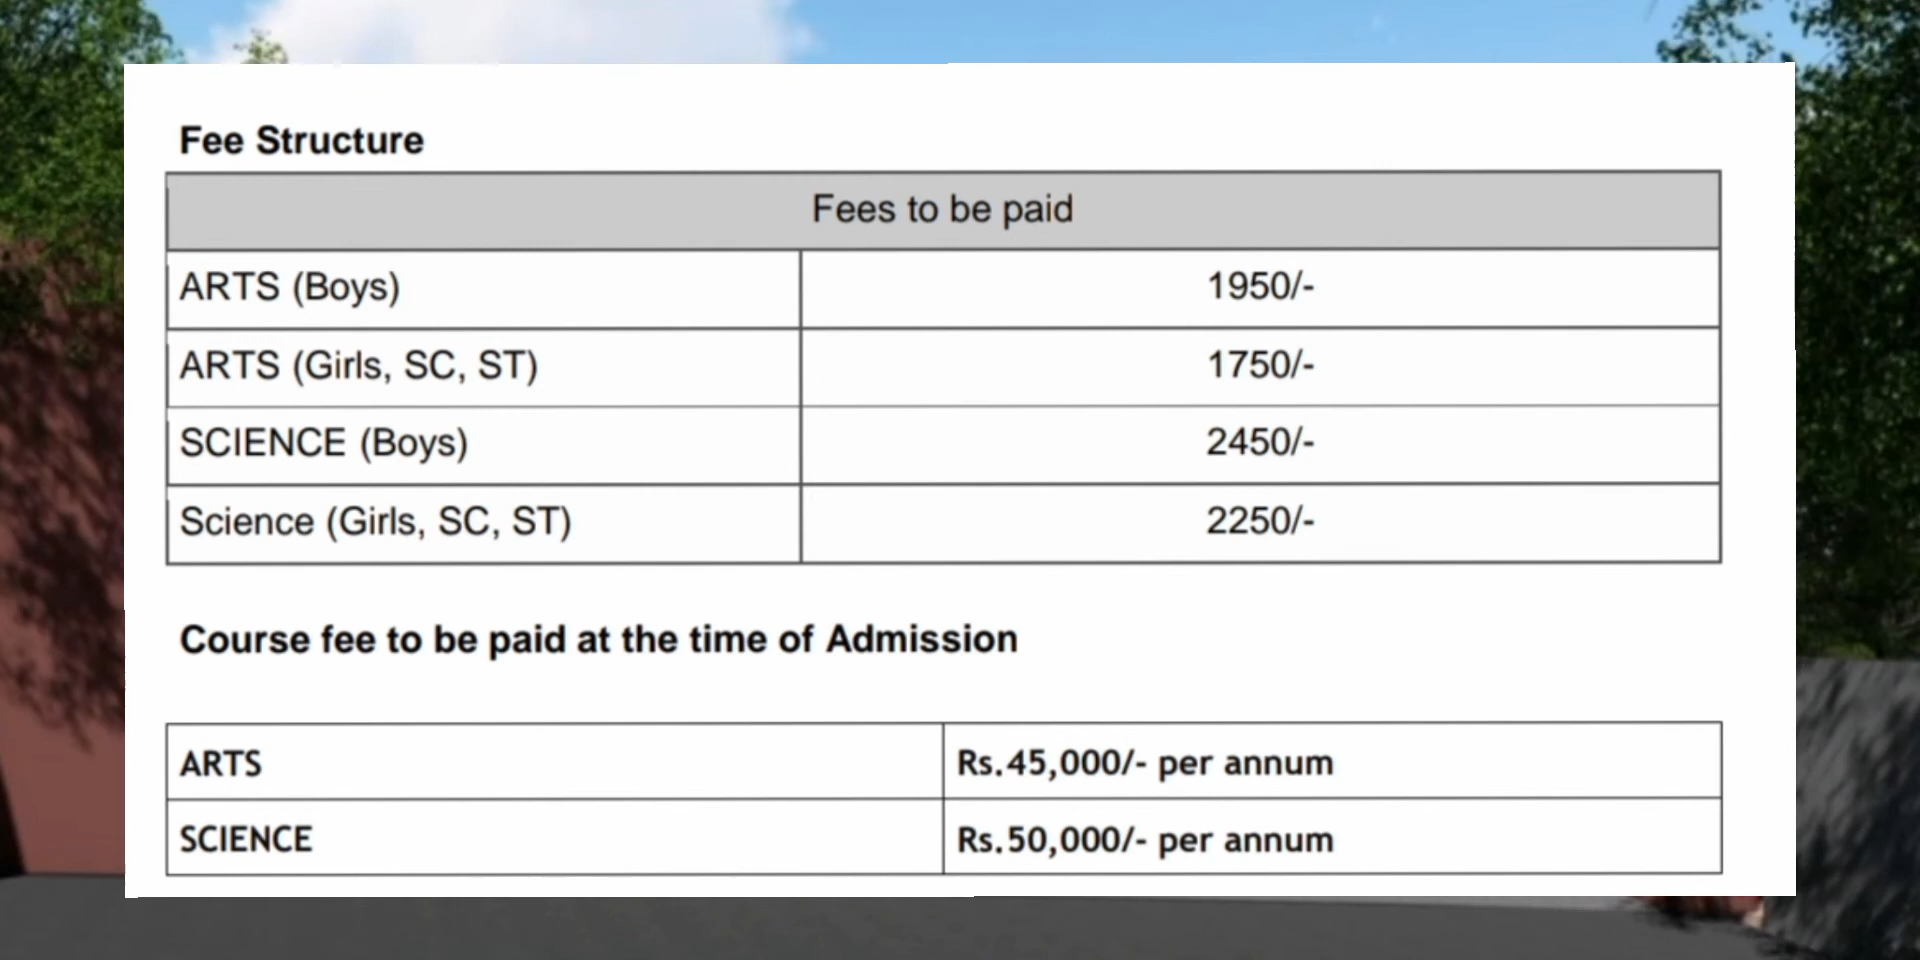 Fee Structure
Fees to be paid
ARTS (Boys) 1950/-
ARTS (Girls, SC, ST) 1750/-
SCIENCE (Boys) 2450/-
Science (Girls, SC, ST) 2250/-
Course fee to be paid at the time of Admission
ARTS Rs.45,000/- per annum
SCIENCE Rs.50,000/- per annum